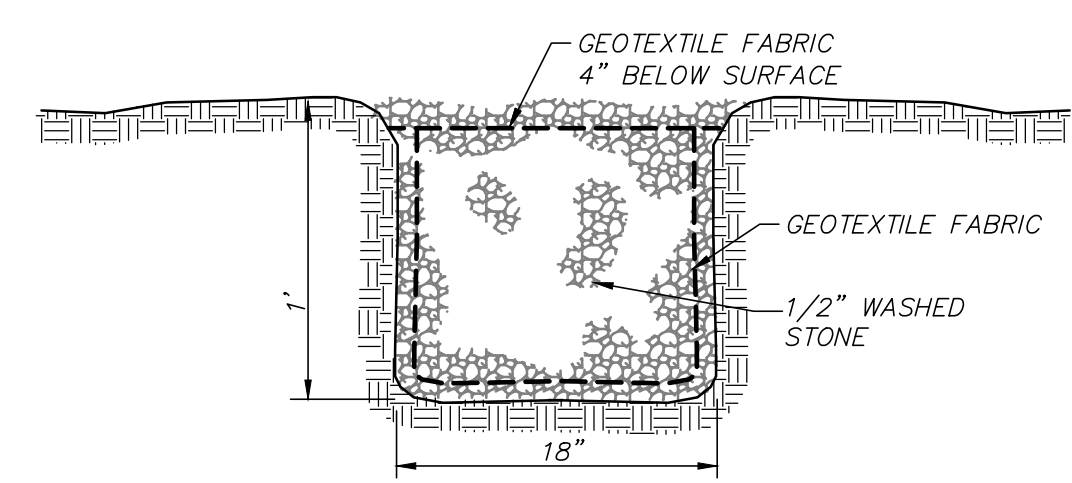 GEOTEXTILE FABRIC
4" BELOW SURFACE
GEOTEXTILE FABRIC
1/2" WASHED
STONE
1'
18"